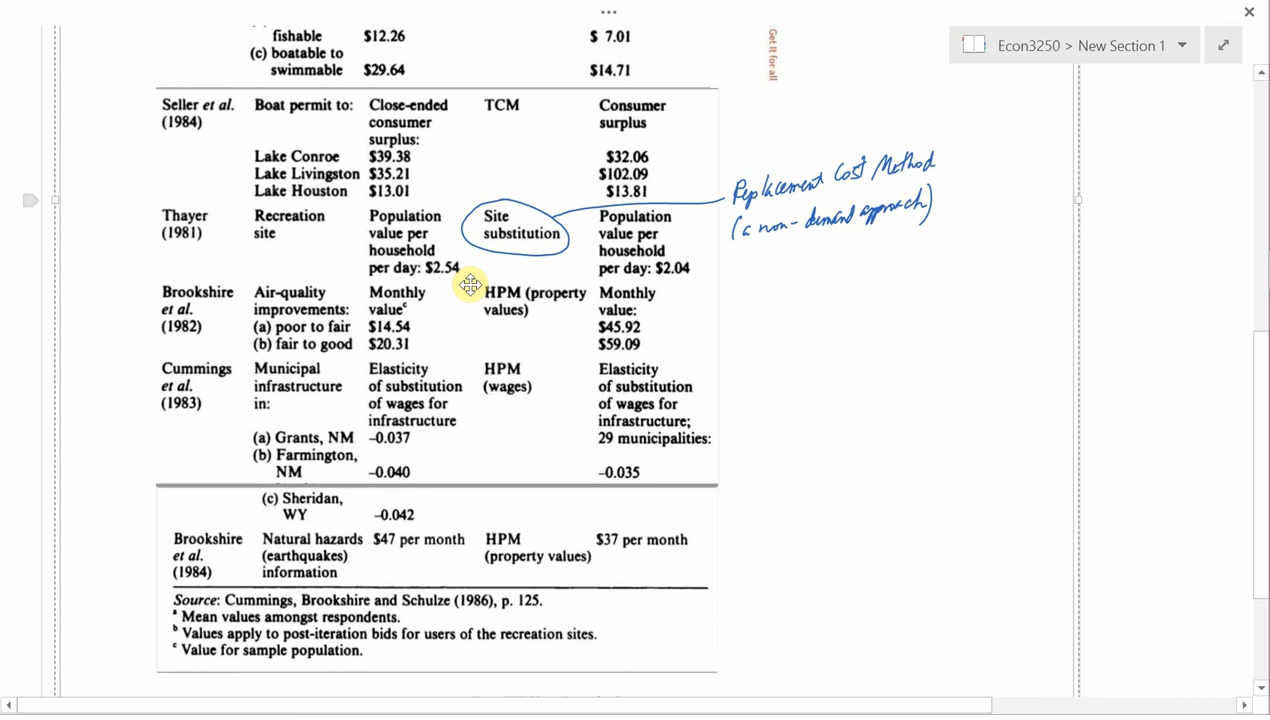 fishable $12.26 $ 7.01
(c) boatable to
swimmable $29.64 $14.71
Get it for all
Econ3250 > New Section 1
Seller et al. Boat permit to: Close-ended TCM Consumer
(1984) consumer surplus
surplus:
Lake Conroe $39.38 $32.06
Lake Livingston $35.21 $102.09
Lake Houston $13.01 $13.81
Replacement Cost Method
(a non-demand approach)
Thayer Recreation Population Site Population
(1981) site value per substitution value per
household household
per day: $2.54 per day: $2.04
Brookshire Air-quality Monthly HPM (property Monthly
et al. improvements: valueᶜ values) value:
(1982) (a) poor to fair $14.54 $45.92
(b) fair to good $20.31 $59.09
Cummings Municipal Elasticity HPM Elasticity
et al. infrastructure of substitution (wages) of substitution
(1983) in: of wages for of wages for
infrastructure infrastructure;
(a) Grants, NM –0.037 29 municipalities:
(b) Farmington,
NM –0.040 –0.035
(c) Sheridan,
WY –0.042
Brookshire Natural hazards $47 per month HPM $37 per month
et al. (earthquakes) (property values)
(1984) information
Source: Cummings, Brookshire and Schulze (1986), p. 125.
ᵃ Mean values amongst respondents.
ᵇ Values apply to post-iteration bids for users of the recreation sites.
ᶜ Value for sample population.